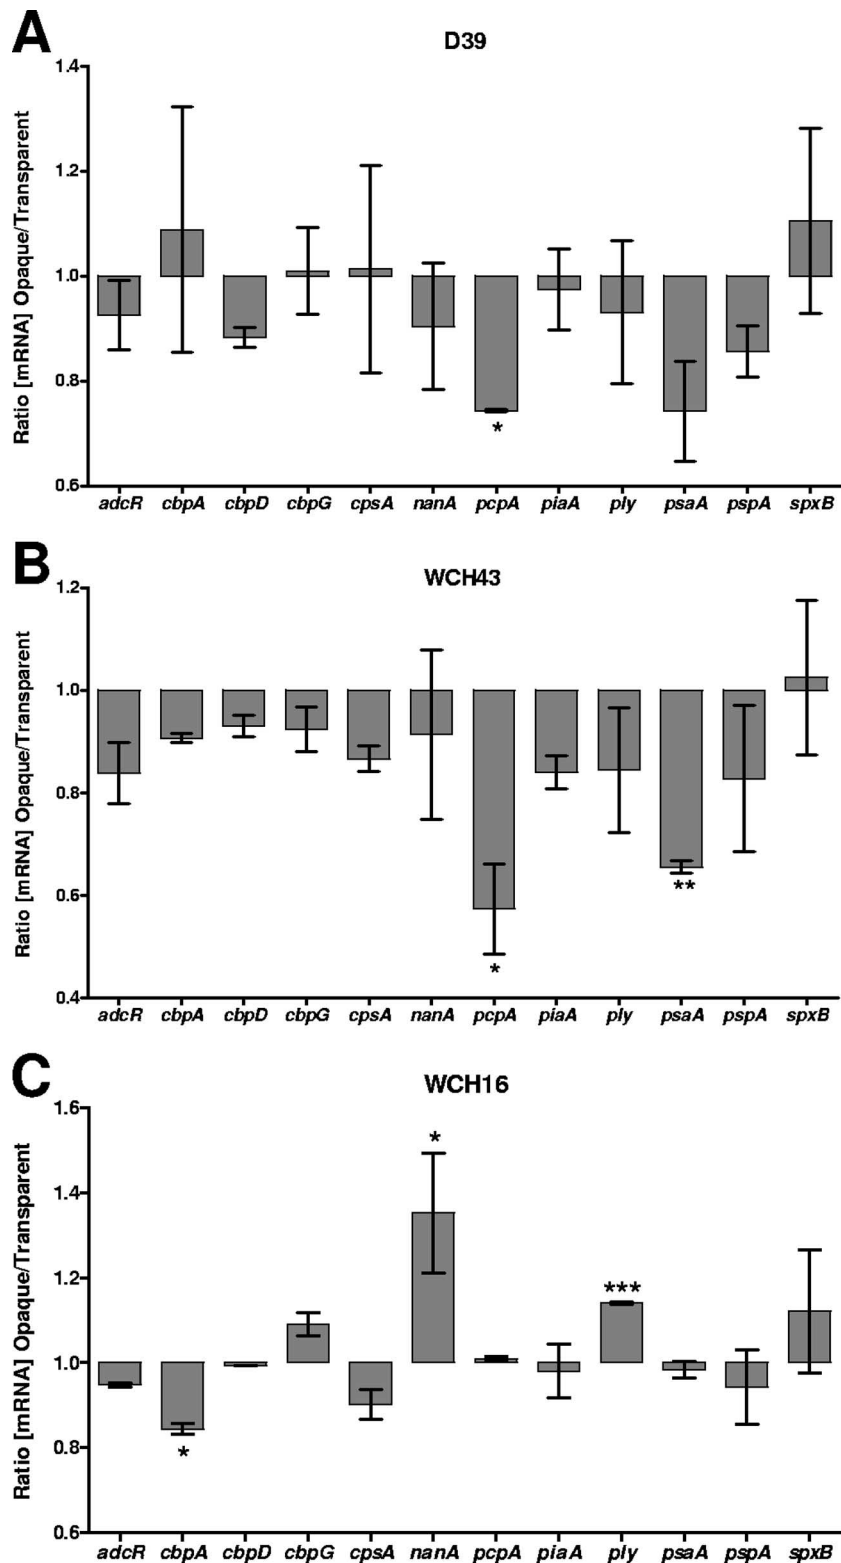 A
D39
Ratio [mRNA] Opaque/Transparent
1.4
1.2
1.0
0.8
0.6
*
adcR cbpA cbpD cbpG cpsA nanA pcpA piaA ply psaA pspA spxB
B
WCH43
Ratio [mRNA] Opaque/Transparent
1.2
1.0
0.8
0.6
0.4
**
*
adcR cbpA cbpD cbpG cpsA nanA pcpA piaA ply psaA pspA spxB
C
WCH16
Ratio [mRNA] Opaque/Transparent
1.6
1.4
1.2
1.0
0.8
0.6
*
***
*
adcR cbpA cbpD cbpG cpsA nanA pcpA piaA ply psaA pspA spxB